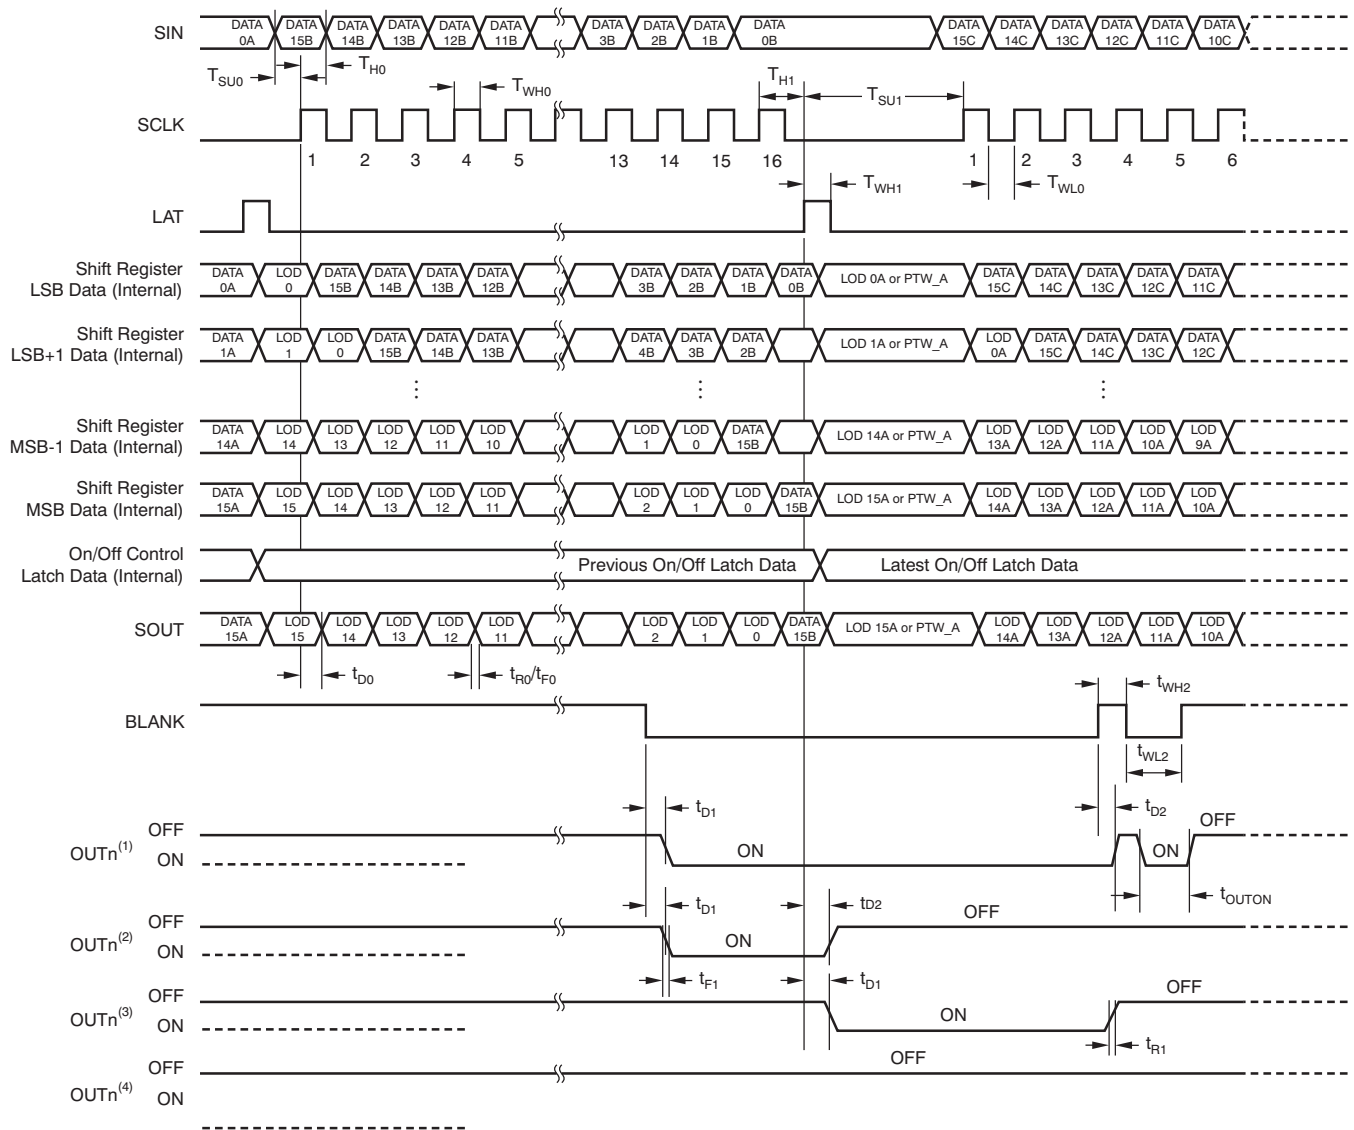 SIN DATA 0A DATA 15B DATA 14B DATA 13B DATA 12B DATA 11B DATA 3B DATA 2B DATA 1B DATA 0B DATA 15C DATA 14C DATA 13C DATA 12C DATA 11C DATA 10C
TSU0 TH0 TWH0 TH1 TSU1
SCLK
1 2 3 4 5 13 14 15 16 1 2 3 4 5 6
TWH1 TWL0
LAT
Shift Register LSB Data (Internal) DATA 0A LOD 0 DATA 15B DATA 14B DATA 13B DATA 12B DATA 3B DATA 2B DATA 1B DATA 0B LOD 0A or PTW_A DATA 15C DATA 14C DATA 13C DATA 12C DATA 11C
Shift Register LSB+1 Data (Internal) DATA 1A LOD 1 LOD 0 DATA 15B DATA 14B DATA 13B DATA 4B DATA 3B DATA 2B LOD 1A or PTW_A LOD 0A DATA 15C DATA 14C DATA 13C DATA 12C
Shift Register MSB-1 Data (Internal) DATA 14A LOD 14 LOD 13 LOD 12 LOD 11 LOD 10 LOD 1 LOD 0 DATA 15B LOD 14A or PTW_A LOD 13A LOD 12A LOD 11A LOD 10A LOD 9A
Shift Register MSB Data (Internal) DATA 15A LOD 15 LOD 14 LOD 13 LOD 12 LOD 11 LOD 2 LOD 1 LOD 0 DATA 15B LOD 15A or PTW_A LOD 14A LOD 13A LOD 12A LOD 11A LOD 10A
On/Off Control Latch Data (Internal) Previous On/Off Latch Data Latest On/Off Latch Data
SOUT DATA 15A LOD 15 LOD 14 LOD 13 LOD 12 LOD 11 LOD 2 LOD 1 LOD 0 DATA 15B LOD 15A or PTW_A LOD 14A LOD 13A LOD 12A LOD 11A LOD 10A
tD0 tR0/tF0
tWH2
BLANK
tWL2
tD1 tD2
OFF OFF
OUTn(1) ON ON ON
tD1 tD2 tOUTON
OFF OFF
OUTn(2) ON ON
tF1 tD1
OFF OFF
OUTn(3) ON ON
tR1
OFF OFF
OUTn(4) ON